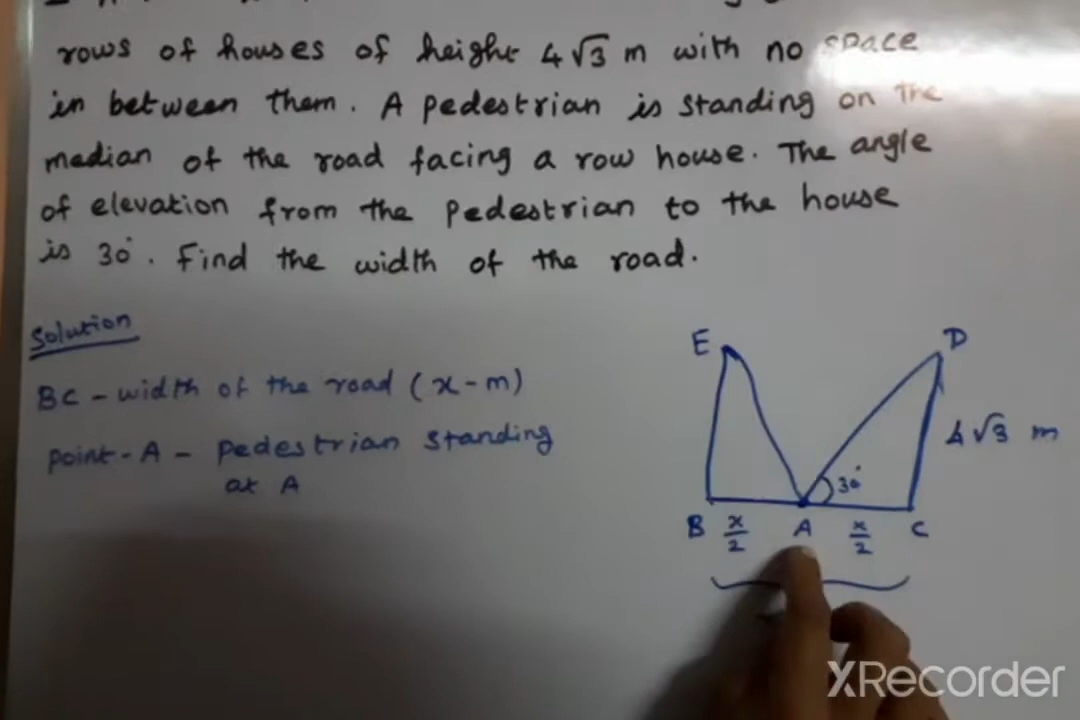 rows of houses of height 4√3 m with no space
in between them. A pedestrian is standing on the
median of the road facing a row house. The angle
of elevation from the pedestrian to the house
is 30°. Find the width of the road.
Solution
BC - width of the road (x-m)
Point-A - Pedestrian standing
at A
E
D
4√3 m
30°
B x/2 A x/2 C
XRecorder